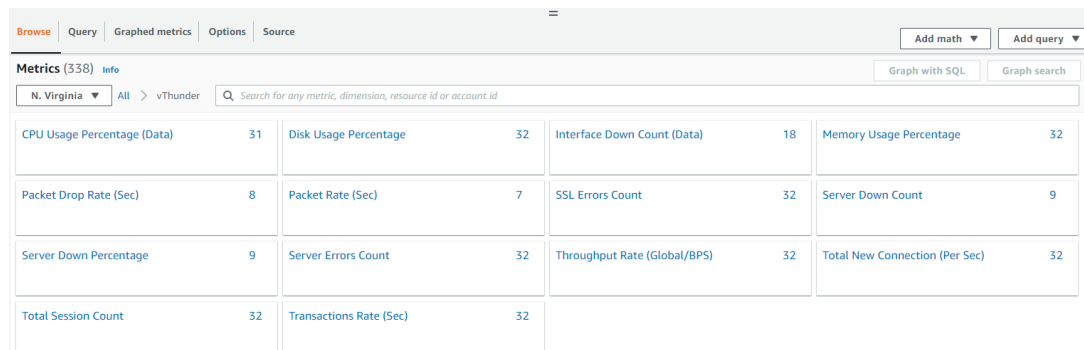 Browse Query Graphed metrics Options Source
Add math ▼ Add query ▼
Metrics (338) Info
Graph with SQL Graph search
N. Virginia ▼ All > vThunder Search for any metric, dimension, resource id or account id
CPU Usage Percentage (Data) 31 Disk Usage Percentage 32 Interface Down Count (Data) 18 Memory Usage Percentage 32
Packet Drop Rate (Sec) 8 Packet Rate (Sec) 7 SSL Errors Count 32 Server Down Count 9
Server Down Percentage 9 Server Errors Count 32 Throughput Rate (Global/BPS) 32 Total New Connection (Per Sec) 32
Total Session Count 32 Transactions Rate (Sec) 32